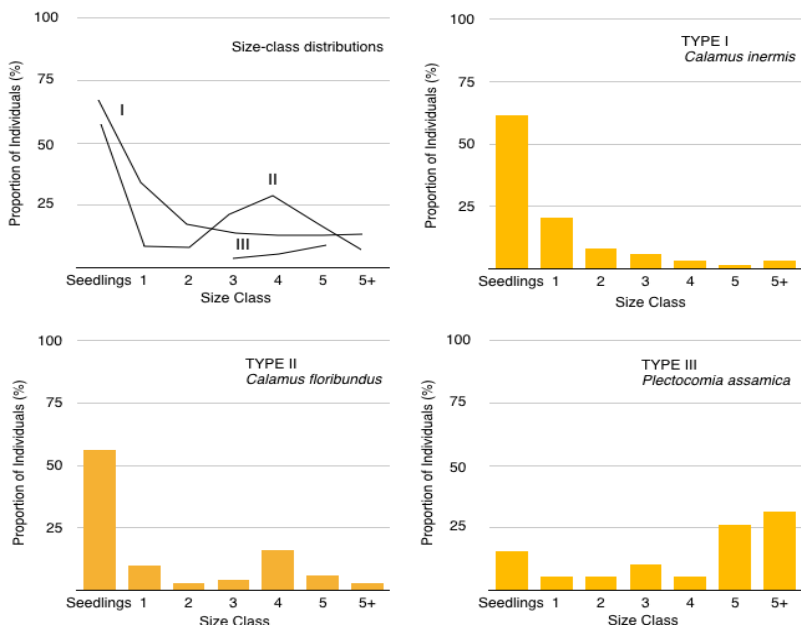 100
Size-class distributions
75
I
50
II
25
III
Seedlings 1 2 3 4 5 5+
Size Class
Proportion of Individuals (%)
100
TYPE I
Calamus inermis
75
50
25
Seedlings 1 2 3 4 5 5+
Size Class
Proportion of Individuals (%)
100
TYPE II
Calamus floribundus
75
50
25
Seedlings 1 2 3 4 5 5+
Size Class
Proportion of Individuals (%)
100
TYPE III
Plectocomia assamica
75
50
25
Seedlings 1 2 3 4 5 5+
Size Class
Proportion of Individuals (%)